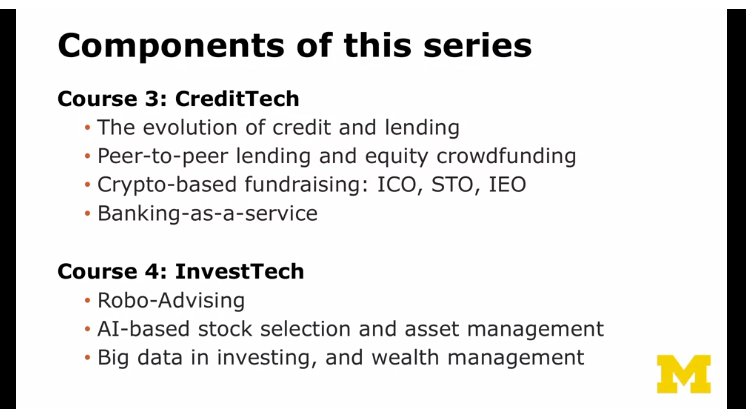 Components of this series
Course 3: CreditTech
• The evolution of credit and lending
• Peer-to-peer lending and equity crowdfunding
• Crypto-based fundraising: ICO, STO, IEO
• Banking-as-a-service
Course 4: InvestTech
• Robo-Advising
• AI-based stock selection and asset management
• Big data in investing, and wealth management
M